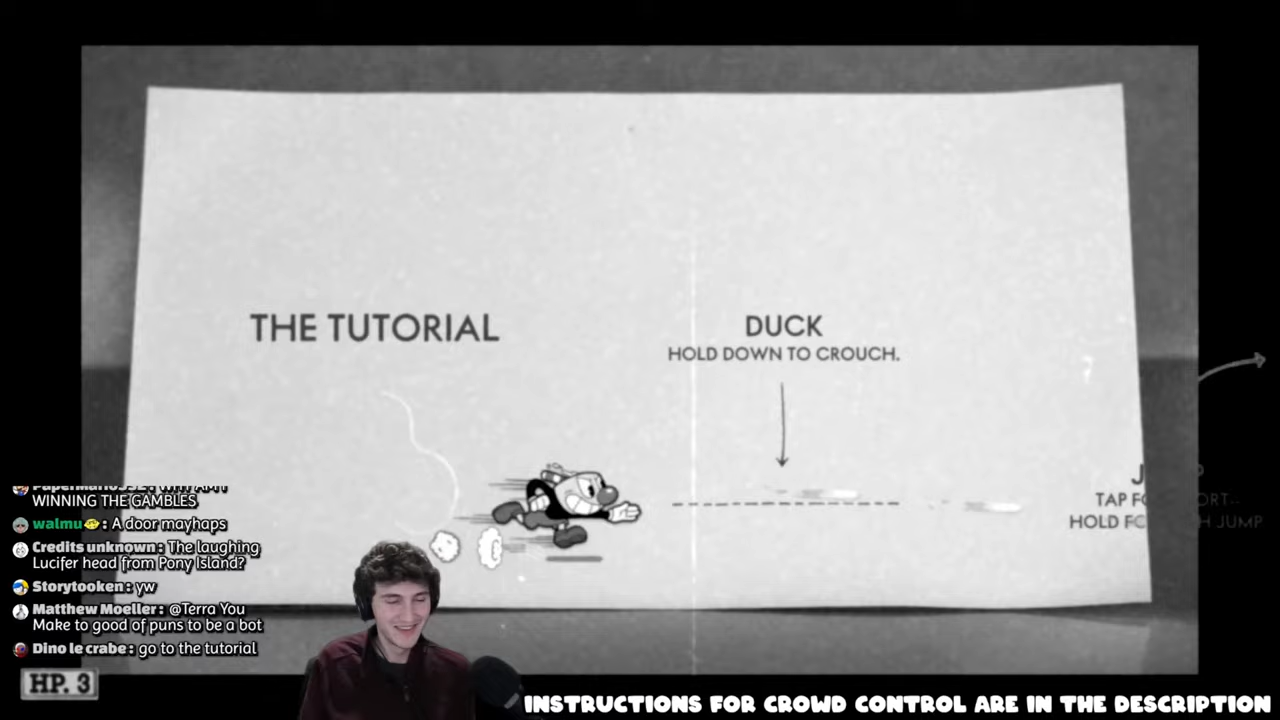 THE TUTORIAL
DUCK
HOLD DOWN TO CROUCH.
TAP
HOLD
JUMP
WINNING THE GAMBLES
walmu: A door mayhaps
Credits unknown: The laughing
Lucifer head from Pony Island?
Storytooken: yw
Matthew Moeller: @Terra You
Make to good of puns to be a bot
Dino le crabe: go to the tutorial
HP. 3
INSTRUCTIONS FOR CROWD CONTROL ARE IN THE DESCRIPTION